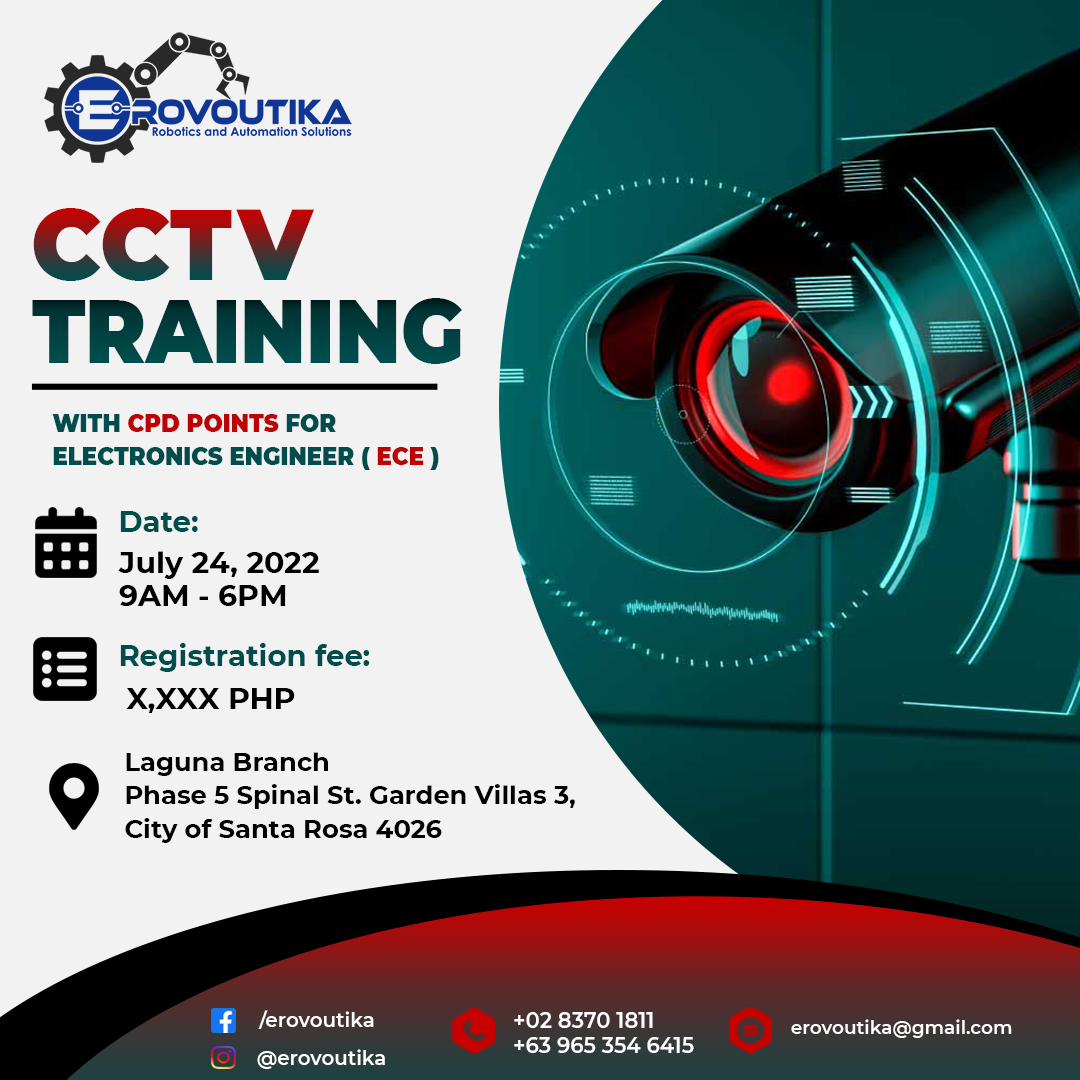 EROVOUTIKA
Robotics and Automation Solutions
CCTV
TRAINING
WITH CPD POINTS FOR
ELECTRONICS ENGINEER ( ECE )
Date:
July 24, 2022
9AM - 6PM
Registration fee:
X,XXX PHP
Laguna Branch
Phase 5 Spinal St. Garden Villas 3,
City of Santa Rosa 4026
/erovoutika
@erovoutika
+02 8370 1811
+63 965 354 6415
erovoutika@gmail.com